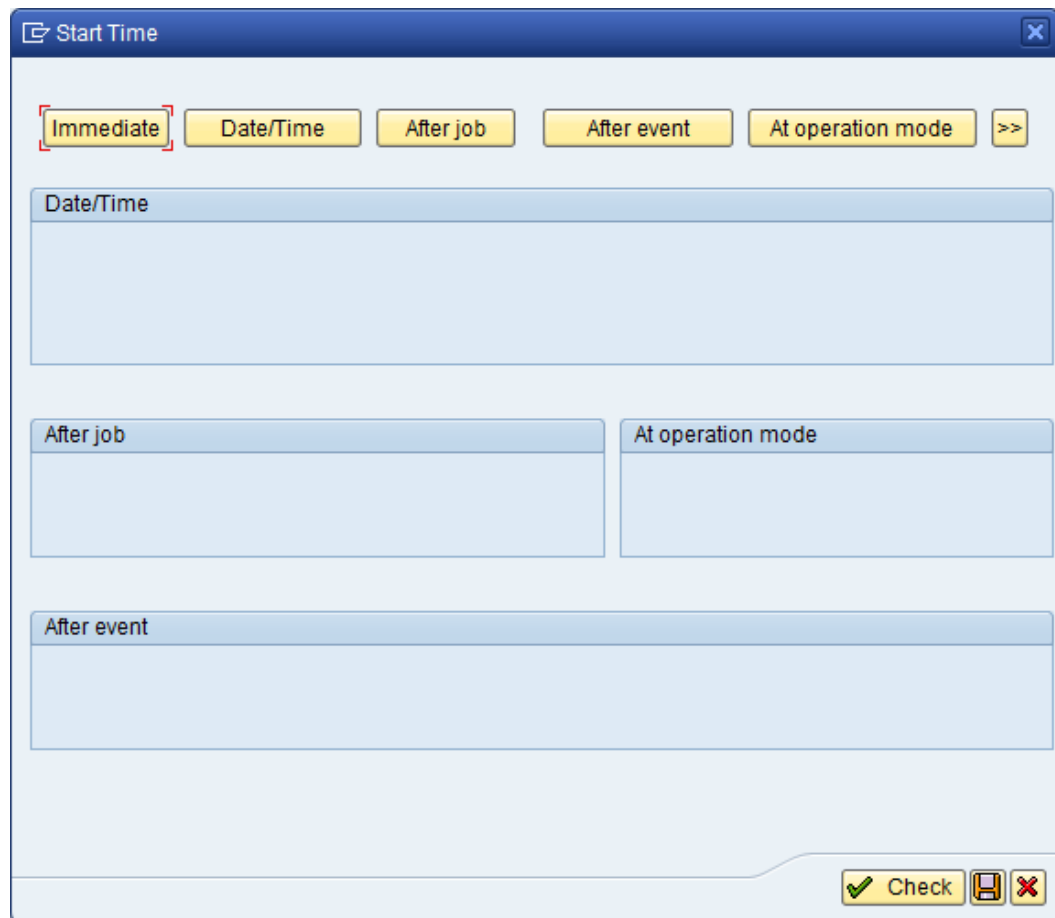 Start Time
Immediate Date/Time After job After event At operation mode >>
Date/Time
After job At operation mode
After event
Check